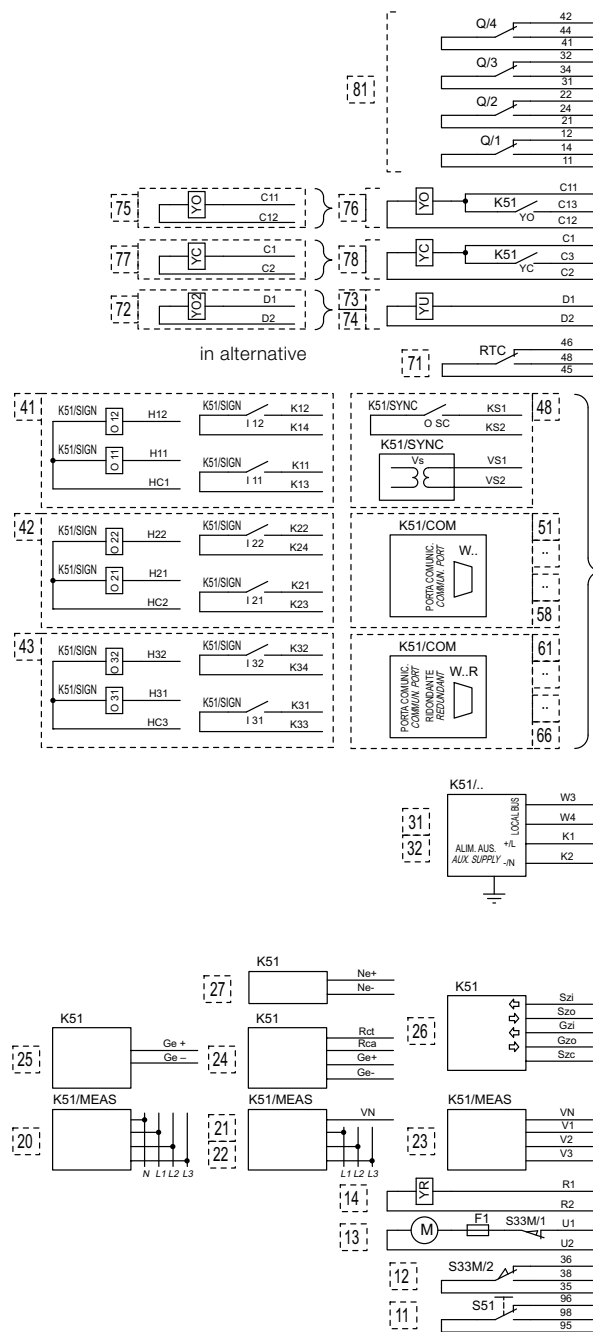 42
Q/4
44
41
32
Q/3
34
31
81
22
Q/2
24
21
12
Q/1
14
11
75
YO
C11
C12
76
YO
C11
K51
C13
YO
C12
77
YC
C1
C2
78
YC
C1
K51
C3
YC
C2
72
YO2
D1
D2
73
74
YU
D1
D2
in alternative
71
RTC
46
48
45
41
K51/SIGN
O 12
H12
K51/SIGN
O 11
H11
HC1
K51/SIGN
K12
I 12
K14
K51/SIGN
K11
I 11
K13
K51/SYNC
KS1
O SC
KS2
48
K51/SYNC
Vs
VS1
VS2
42
K51/SIGN
O 22
H22
K51/SIGN
O 21
H21
HC2
K51/SIGN
K22
I 22
K24
K51/SIGN
K21
I 21
K23
K51/COM
PORTA COMUNIC.
COMMUN. PORT
W..
51
..
..
58
43
K51/SIGN
O 32
H32
K51/SIGN
O 31
H31
HC3
K51/SIGN
K32
I 32
K34
K51/SIGN
K31
I 31
K33
K51/COM
PORTA COMUNIC.
COMMUN. PORT
RIDONDANTE
REDUNDANT
W..R
61
..
..
66
K51/..
31
32
LOCAL BUS
W3
W4
ALIM. AUS.
AUX. SUPPLY
+/L
K1
-/N
K2
27
K51
Ne+
Ne-
25
K51
Ge +
Ge –
24
K51
Rct
Rca
Ge+
Ge-
26
K51
Szi
Szo
Gzi
Gzo
Szc
20
K51/MEAS
N L1 L2 L3
21
22
K51/MEAS
VN
L1 L2 L3
23
K51/MEAS
VN
V1
V2
V3
14
YR
R1
R2
13
M
F1
S33M/1
U1
U2
12
S33M/2
36
38
35
11
S51
96
98
95